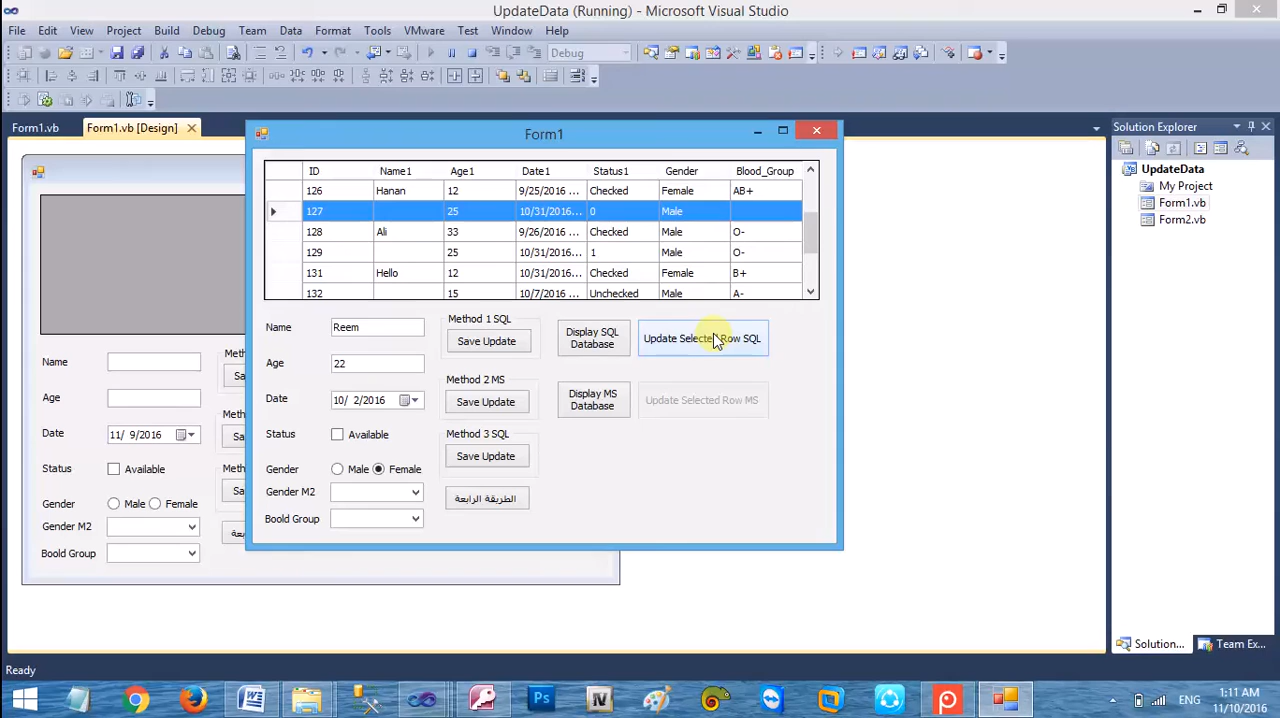 UpdateData (Running) - Microsoft Visual Studio
File Edit View Project Build Debug Team Data Format Tools VMware Test Window Help
Debug
Form1.vb Form1.vb [Design]
Form1
ID Name1 Age1 Date1 Status1 Gender Blood_Group
126 Hanan 12 9/25/2016 ... Checked Female AB+
127 25 10/31/2016... 0 Male
128 Ali 33 9/26/2016 ... Checked Male O-
129 25 10/31/2016... 1 Male O-
131 Hello 12 10/31/2016... Checked Female B+
132 15 10/7/2016 ... Unchecked Male A-
Name Reem
Age 22
Date 10/ 2/2016
Status Available
Gender Male Female
Gender M2
Boold Group
Method 1 SQL
Save Update
Method 2 MS
Save Update
Method 3 SQL
Save Update
الطريقة الرابعة
Display SQL Database
Update Selected Row SQL
Display MS Database
Update Selected Row MS
Name
Age
Date 11/ 9/2016
Status Available
Gender Male Female
Gender M2
Boold Group
Met
Sa
Met
Sa
Met
Sa
Solution Explorer
UpdateData
My Project
Form1.vb
Form2.vb
Solution... Team Ex...
Ready
ENG
1:11 AM
11/10/2016